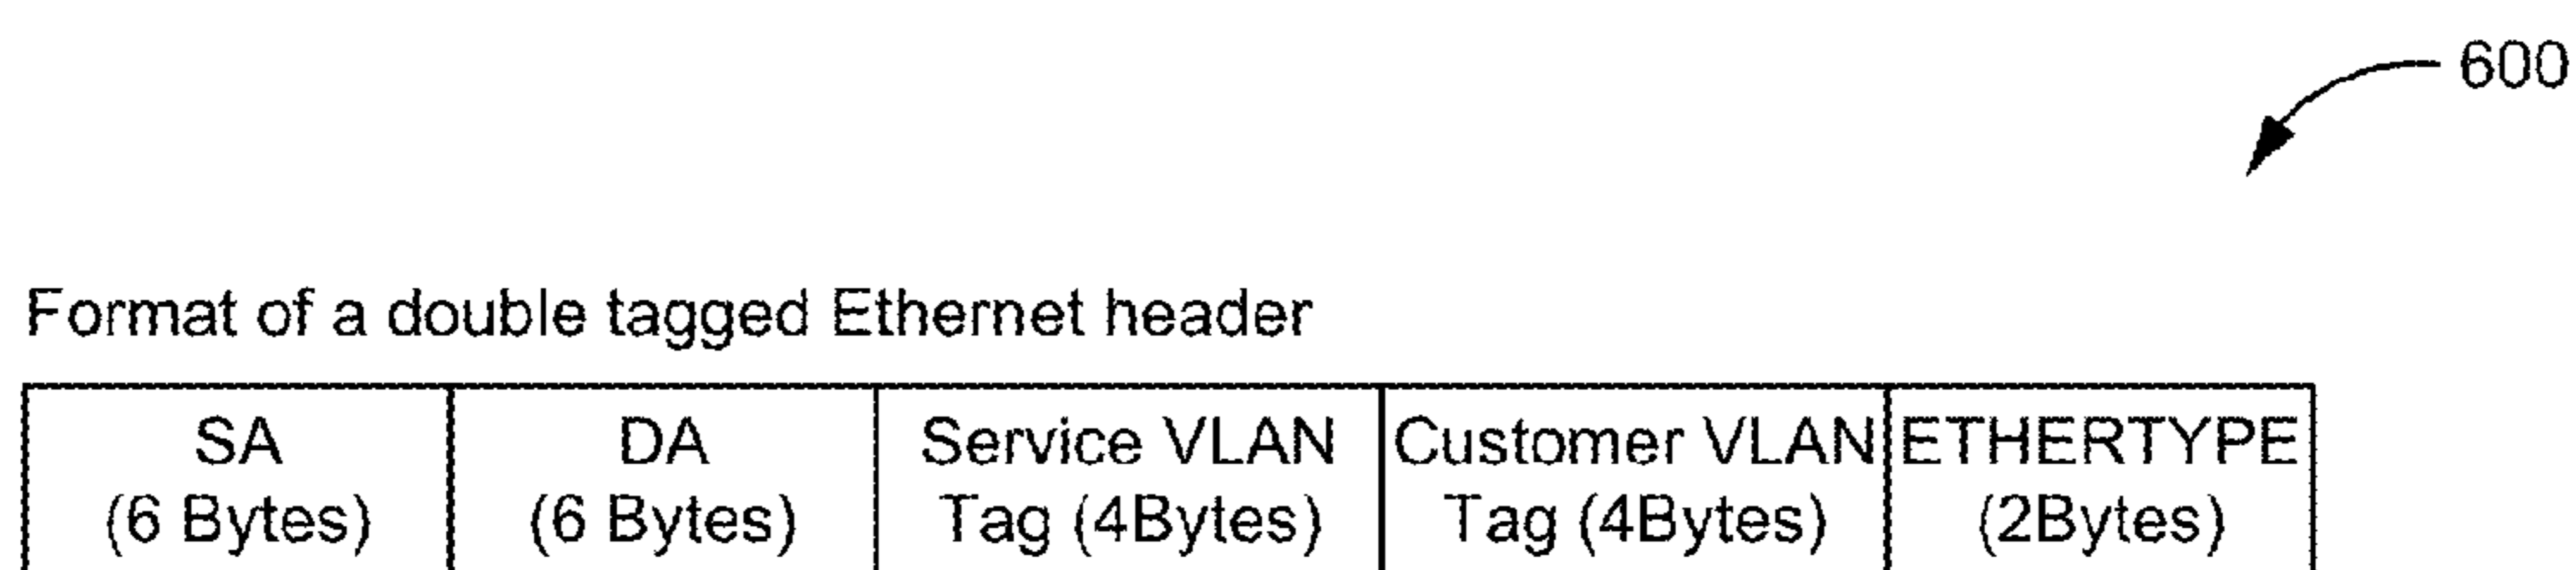 600
Format of a double tagged Ethernet header
SA
(6 Bytes)
DA
(6 Bytes)
Service VLAN
Tag (4Bytes)
Customer VLAN
Tag (4Bytes)
ETHERTYPE
(2Bytes)